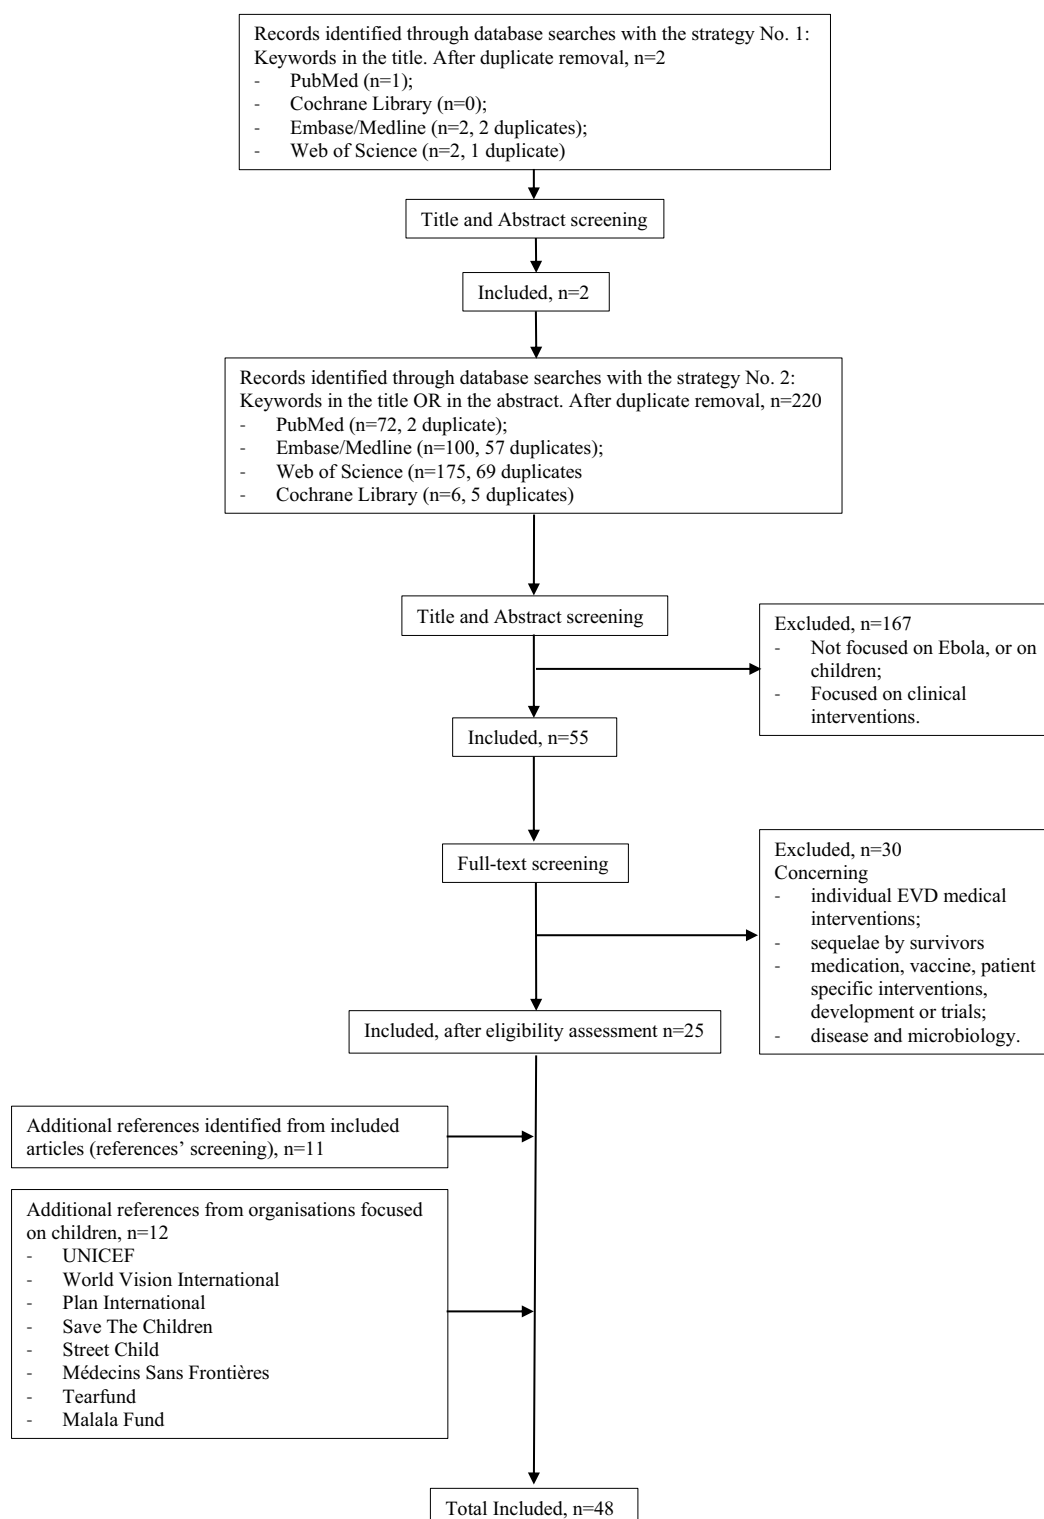 Records identified through database searches with the strategy No. 1:
Keywords in the title. After duplicate removal, n=2
- PubMed (n=1);
- Cochrane Library (n=0);
- Embase/Medline (n=2, 2 duplicates);
- Web of Science (n=2, 1 duplicate)
Title and Abstract screening
Included, n=2
Records identified through database searches with the strategy No. 2:
Keywords in the title OR in the abstract. After duplicate removal, n=220
- PubMed (n=72, 2 duplicate);
- Embase/Medline (n=100, 57 duplicates);
- Web of Science (n=175, 69 duplicates
- Cochrane Library (n=6, 5 duplicates)
Title and Abstract screening
Excluded, n=167
- Not focused on Ebola, or on
children;
- Focused on clinical
interventions.
Included, n=55
Full-text screening
Excluded, n=30
Concerning
- individual EVD medical
interventions;
- sequelae by survivors
- medication, vaccine, patient
specific interventions,
development or trials;
- disease and microbiology.
Included, after eligibility assessment n=25
Additional references identified from included
articles (references’ screening), n=11
Additional references from organisations focused
on children, n=12
- UNICEF
- World Vision International
- Plan International
- Save The Children
- Street Child
- Médecins Sans Frontières
- Tearfund
- Malala Fund
Total Included, n=48